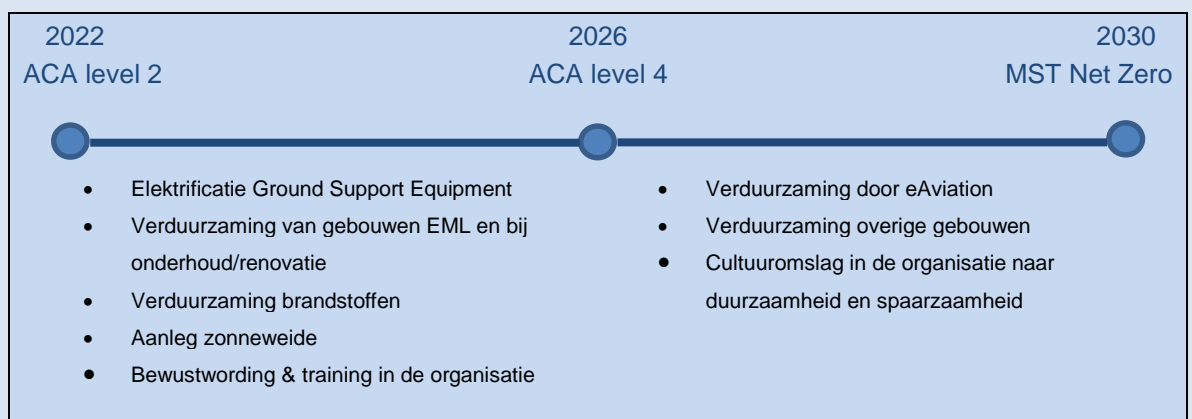 2022
ACA level 2
2026
ACA level 4
2030
MST Net Zero
• Elektrificatie Ground Support Equipment
• Verduurzaming van gebouwen EML en bij
onderhoud/renovatie
• Verduurzaming brandstoffen
• Aanleg zonneweide
• Bewustwording & training in de organisatie
• Verduurzaming door eAviation
• Verduurzaming overige gebouwen
• Cultuuromslag in de organisatie naar
duurzaamheid en spaarzaamheid